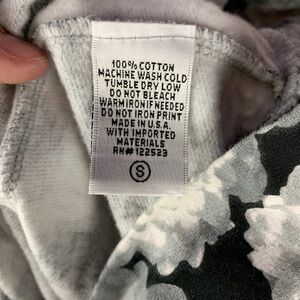 100% COTTON
MACHINE WASH COLD
TUMBLE DRY LOW
DO NOT BLEACH
WARM IRON IF NEEDED
DO NOT IRON PRINT
MADE IN U.S.A.
WITH IMPORTED
MATERIALS
RN# 122523
S